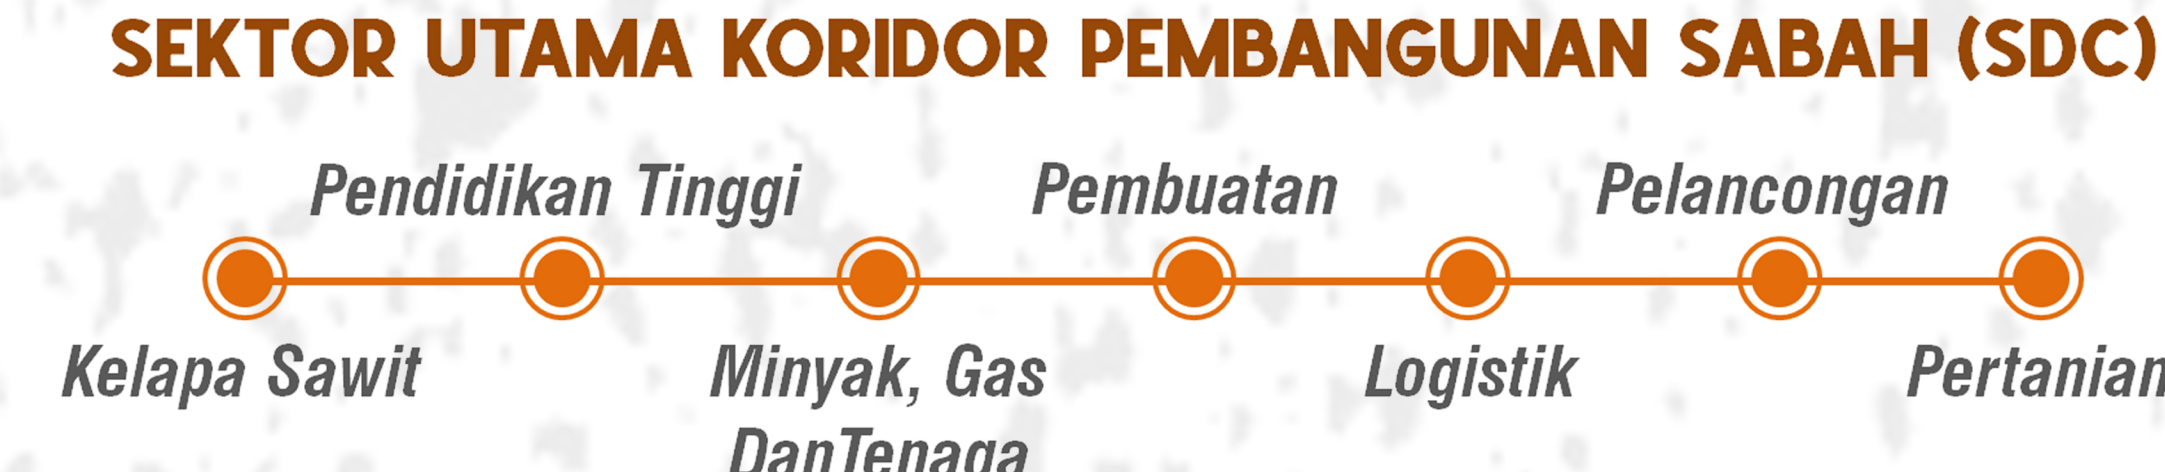 SEKTOR UTAMA KORIDOR PEMBANGUNAN SABAH (SDC)
Pendidikan Tinggi
Pembuatan
Pelancongan
Kelapa Sawit
Minyak, Gas
DanTenaga
Logistik
Pertanian